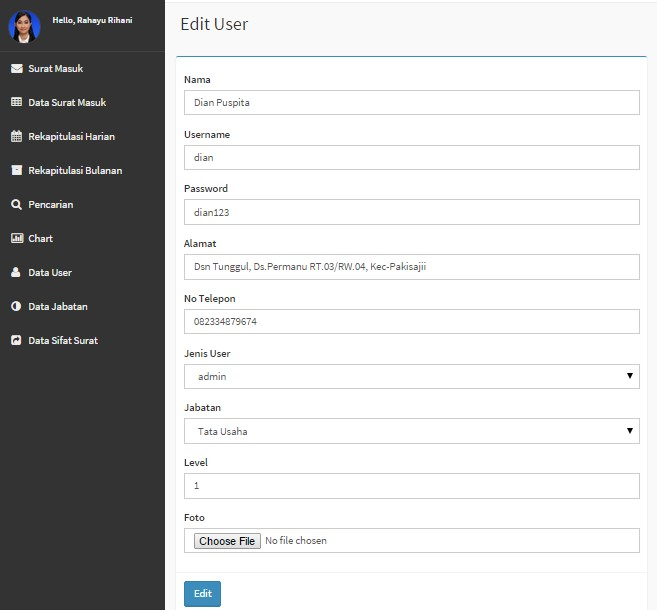 Hello, Rahayu Rihani
Surat Masuk
Data Surat Masuk
Rekapitulasi Harian
Rekapitulasi Bulanan
Pencarian
Chart
Data User
Data Jabatan
Data Sifat Surat
Edit User
Nama
Dian Puspita
Username
dian
Password
dian123
Alamat
Dsn Tunggul, Ds.Permanu RT.03/RW.04, Kec-Pakisajii
No Telepon
082334879674
Jenis User
admin
Jabatan
Tata Usaha
Level
1
Foto
Choose File No file chosen
Edit